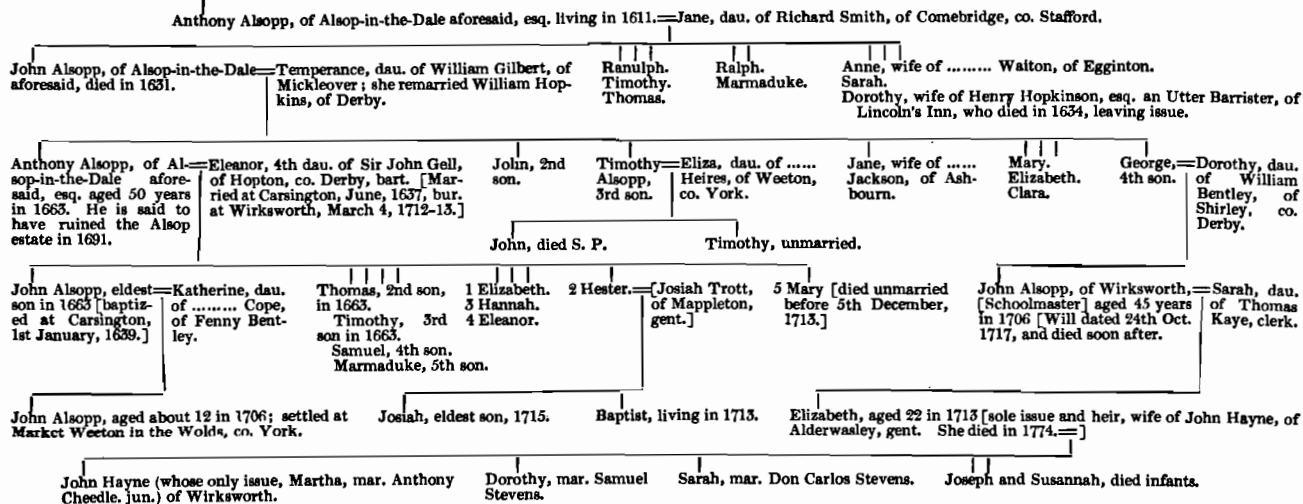 Anthony Alsopp, of Alsop-in-the-Dale aforesaid, esq. living in 1611.=Jane, dau. of Richard Smith, of Comebridge, co. Stafford.
John Alsopp, of Alsop-in-the-Dale=
aforesaid, died in 1631.
Temperance, dau. of William Gilbert, of
Mickleover; she remarried William Hop-
kins, of Derby.
Ranulph.
Timothy.
Thomas.
Ralph.
Marmaduke.
Anne, wife of ......... Walton, of Egginton.
Sarah.
Dorothy, wife of Henry Hopkinson, esq. an Utter Barrister, of
Lincoln's Inn, who died in 1634, leaving issue.
Anthony Alsopp, of Al-=
sop-in-the-Dale afore-
said, esq. aged 50 years
in 1663. He is said to
have ruined the Alsop
estate in 1691.
Eleanor, 4th dau. of Sir John Gell,
of Hopton, co. Derby, bart. [Mar-
ried at Carsington, June, 1637, bur.
at Wirksworth, March 4, 1712-13.]
John, 2nd
son.
Timothy=
Alsopp,
3rd son.
Eliza, dau. of ......
Heires, of Weeton,
co. York.
Jane, wife of ......
Jackson, of Ash-
bourn.
Mary.
Elizabeth.
Clara.
George,=
4th son.
Dorothy, dau.
of William
Bentley, of
Shirley, co.
Derby.
John, died S. P.
Timothy, unmarried.
John Alsopp, eldest=
son in 1663 [baptiz-
ed at Carsington,
1st January, 1639.]
Katherine, dau.
of ......... Cope,
of Fenny Bent-
ley.
Thomas, 2nd son,
in 1663.
Timothy, 3rd
son in 1663.
Samuel, 4th son.
Marmaduke, 5th son.
1 Elizabeth.
3 Hannah.
4 Eleanor.
2 Hester.=
[Josiah Trott,
of Mappleton,
gent.]
5 Mary [died unmarried
before 5th December,
1713.]
John Alsopp, of Wirksworth,=
[Schoolmaster] aged 45 years
in 1706 [Will dated 24th Oct.
1717, and died soon after.
Sarah, dau.
of Thomas
Kaye, clerk.
John Alsopp, aged about 12 in 1706; settled at
Market Weeton in the Wolds, co. York.
Josiah, eldest son, 1715.
Baptist, living in 1713.
Elizabeth, aged 22 in 1713 [sole issue and heir, wife of John Hayne, of
Alderwasley, gent. She died in 1774.=]
John Hayne (whose only issue, Martha, mar. Anthony
Cheedle, jun.) of Wirksworth.
Dorothy, mar. Samuel
Stevens.
Sarah, mar. Don Carlos Stevens.
Joseph and Susannah, died infants.